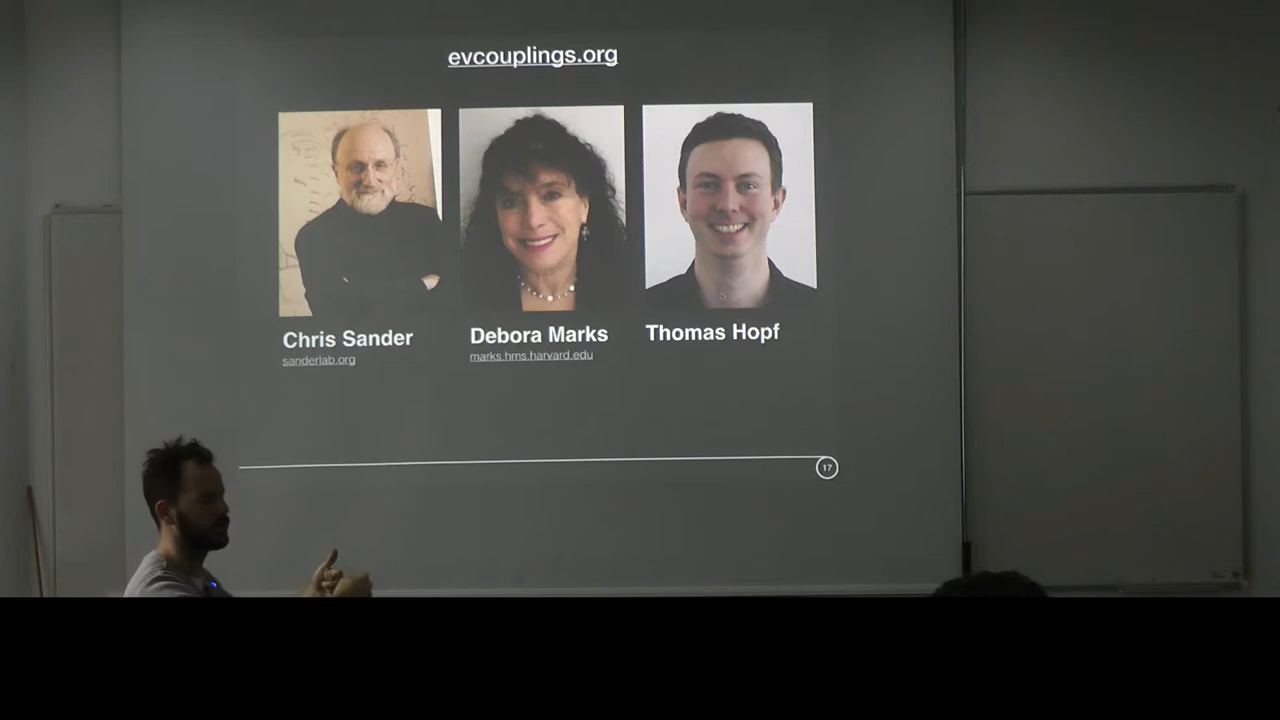 evcouplings.org
Chris Sander
sanderlab.org
Debora Marks
marks.hms.harvard.edu
Thomas Hopf
17